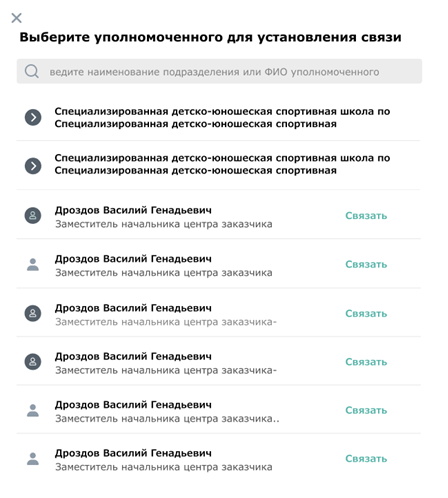 Выберите уполномоченного для установления связи
ведите наименование подразделения или ФИО уполномоченного
Специализированная детско-юношеская спортивная школа по
Специализированная детско-юношеская спортивная
Специализированная детско-юношеская спортивная школа по
Специализированная детско-юношеская спортивная
Дроздов Василий Генадьевич
Связать
Заместитель начальника центра заказчика
Дроздов Василий Генадьевич
Связать
Заместитель начальника центра заказчика
Дроздов Василий Генадьевич
Связать
Заместитель начальника центра заказчика-
Дроздов Василий Генадьевич
Связать
Заместитель начальника центра заказчика-
Дроздов Василий Генадьевич
Связать
Заместитель начальника центра заказчика..
Дроздов Василий Генадьевич
Связать
Заместитель начальника центра заказчика